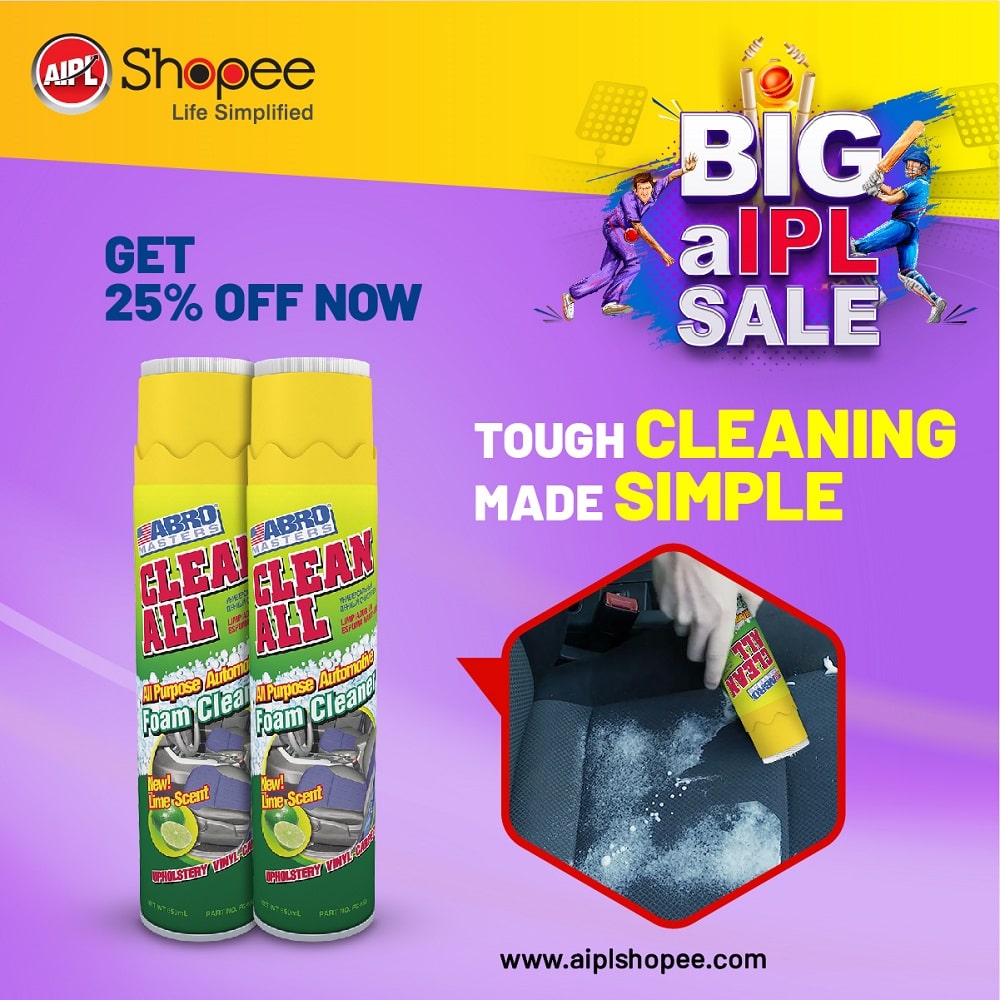 AIPL Shopee
Life Simplified
BIG
aIPL
SALE
GET
25% OFF NOW
TOUGH CLEANING
MADE SIMPLE
ABRO
MASTERS
CLEAN
ALL
All Purpose Automotive
Foam Cleaner
New!
Lime Scent
UPHOLSTERY VINYL
ABRO
MASTERS
CLEAN
ALL
All Purpose Automotive
Foam Cleaner
New!
Lime Scent
UPHOLSTERY VINYL
ABRO
CLEAN
ALL
www.aiplshopee.com